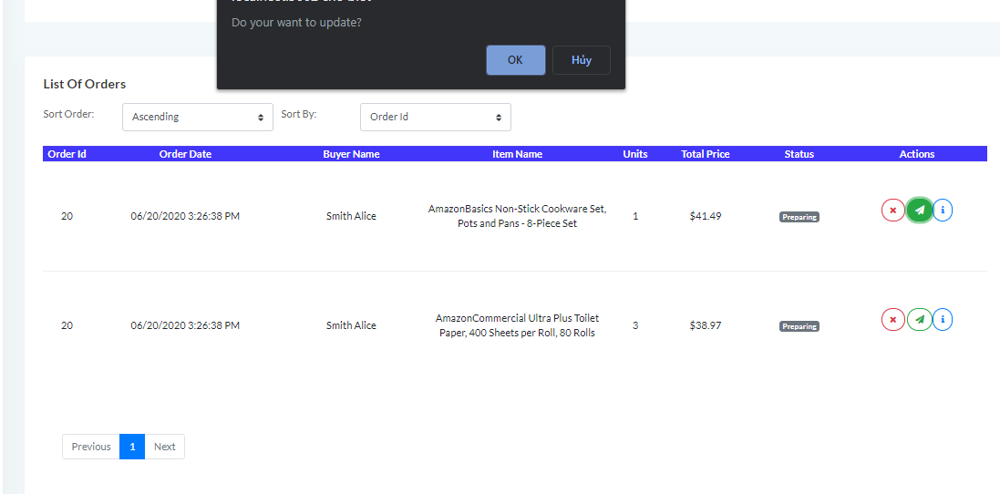 Do your want to update?
OK Hủy
List Of Orders
Sort Order: Ascending Sort By: Order Id
Order Id Order Date Buyer Name Item Name Units Total Price Status Actions
20 06/20/2020 3:26:38 PM Smith Alice AmazonBasics Non-Stick Cookware Set, 1 $41.49 Preparing
Pots and Pans - 8-Piece Set
20 06/20/2020 3:26:38 PM Smith Alice AmazonCommercial Ultra Plus Toilet 3 $38.97 Preparing
Paper, 400 Sheets per Roll, 80 Rolls
Previous 1 Next